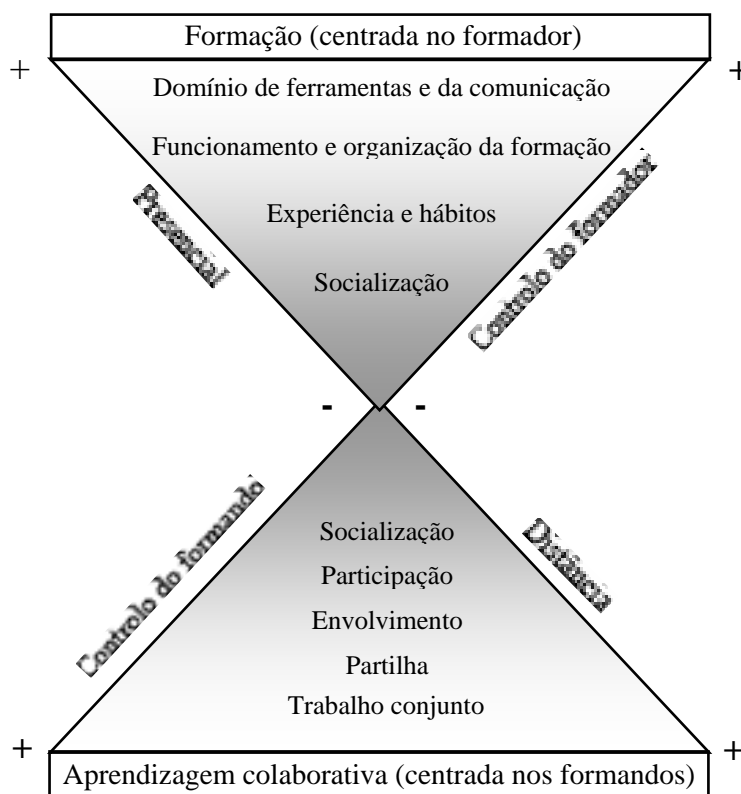 Formação (centrada no formador)
+ +
Domínio de ferramentas e da comunicação
Funcionamento e organização da formação
Presencial
Controlo do formador
Experiência e hábitos
Socialização
- -
Controlo do formando
Distância
Socialização
Participação
Envolvimento
Partilha
Trabalho conjunto
+ +
Aprendizagem colaborativa (centrada nos formandos)